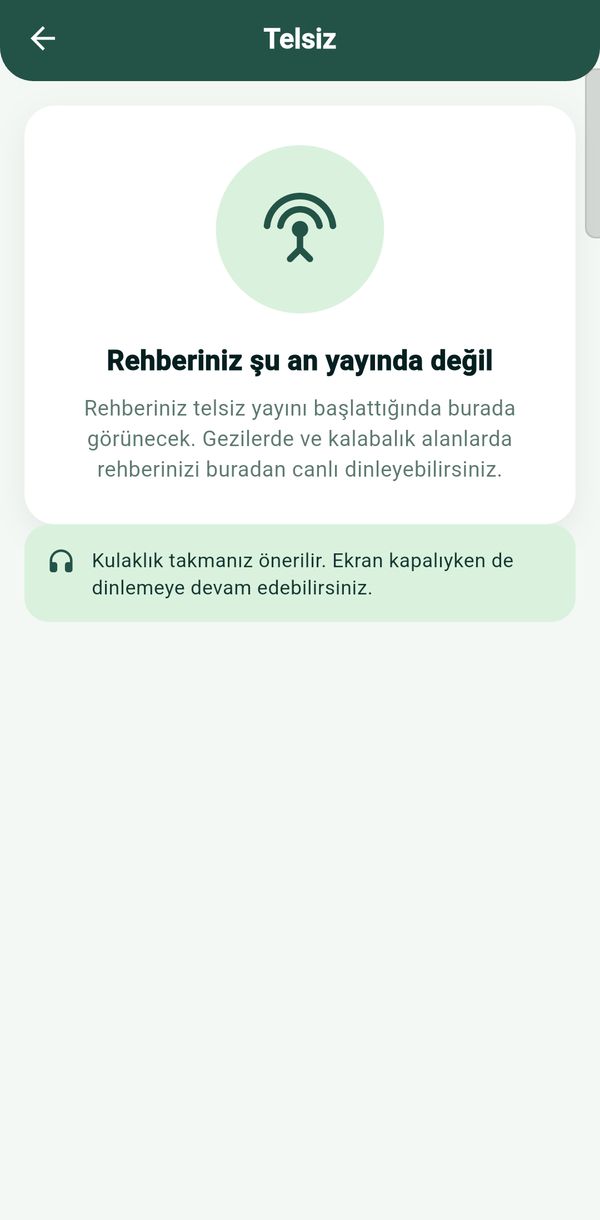 Telsiz
Rehberiniz şu an yayında değil
Rehberiniz telsiz yayını başlattığında burada
görünecek. Gezilerde ve kalabalık alanlarda
rehberinizi buradan canlı dinleyebilirsiniz.
Kulaklık takmanız önerilir. Ekran kapalıyken de
dinlemeye devam edebilirsiniz.